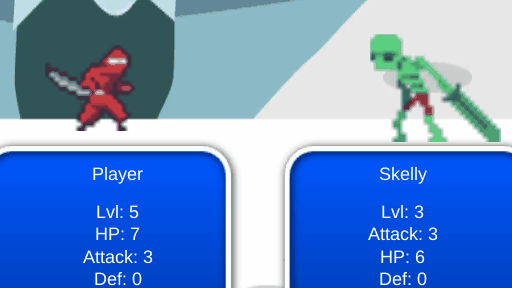 Player
Lvl: 5
HP: 7
Attack: 3
Def: 0
Skelly
Lvl: 3
Attack: 3
HP: 6
Def: 0